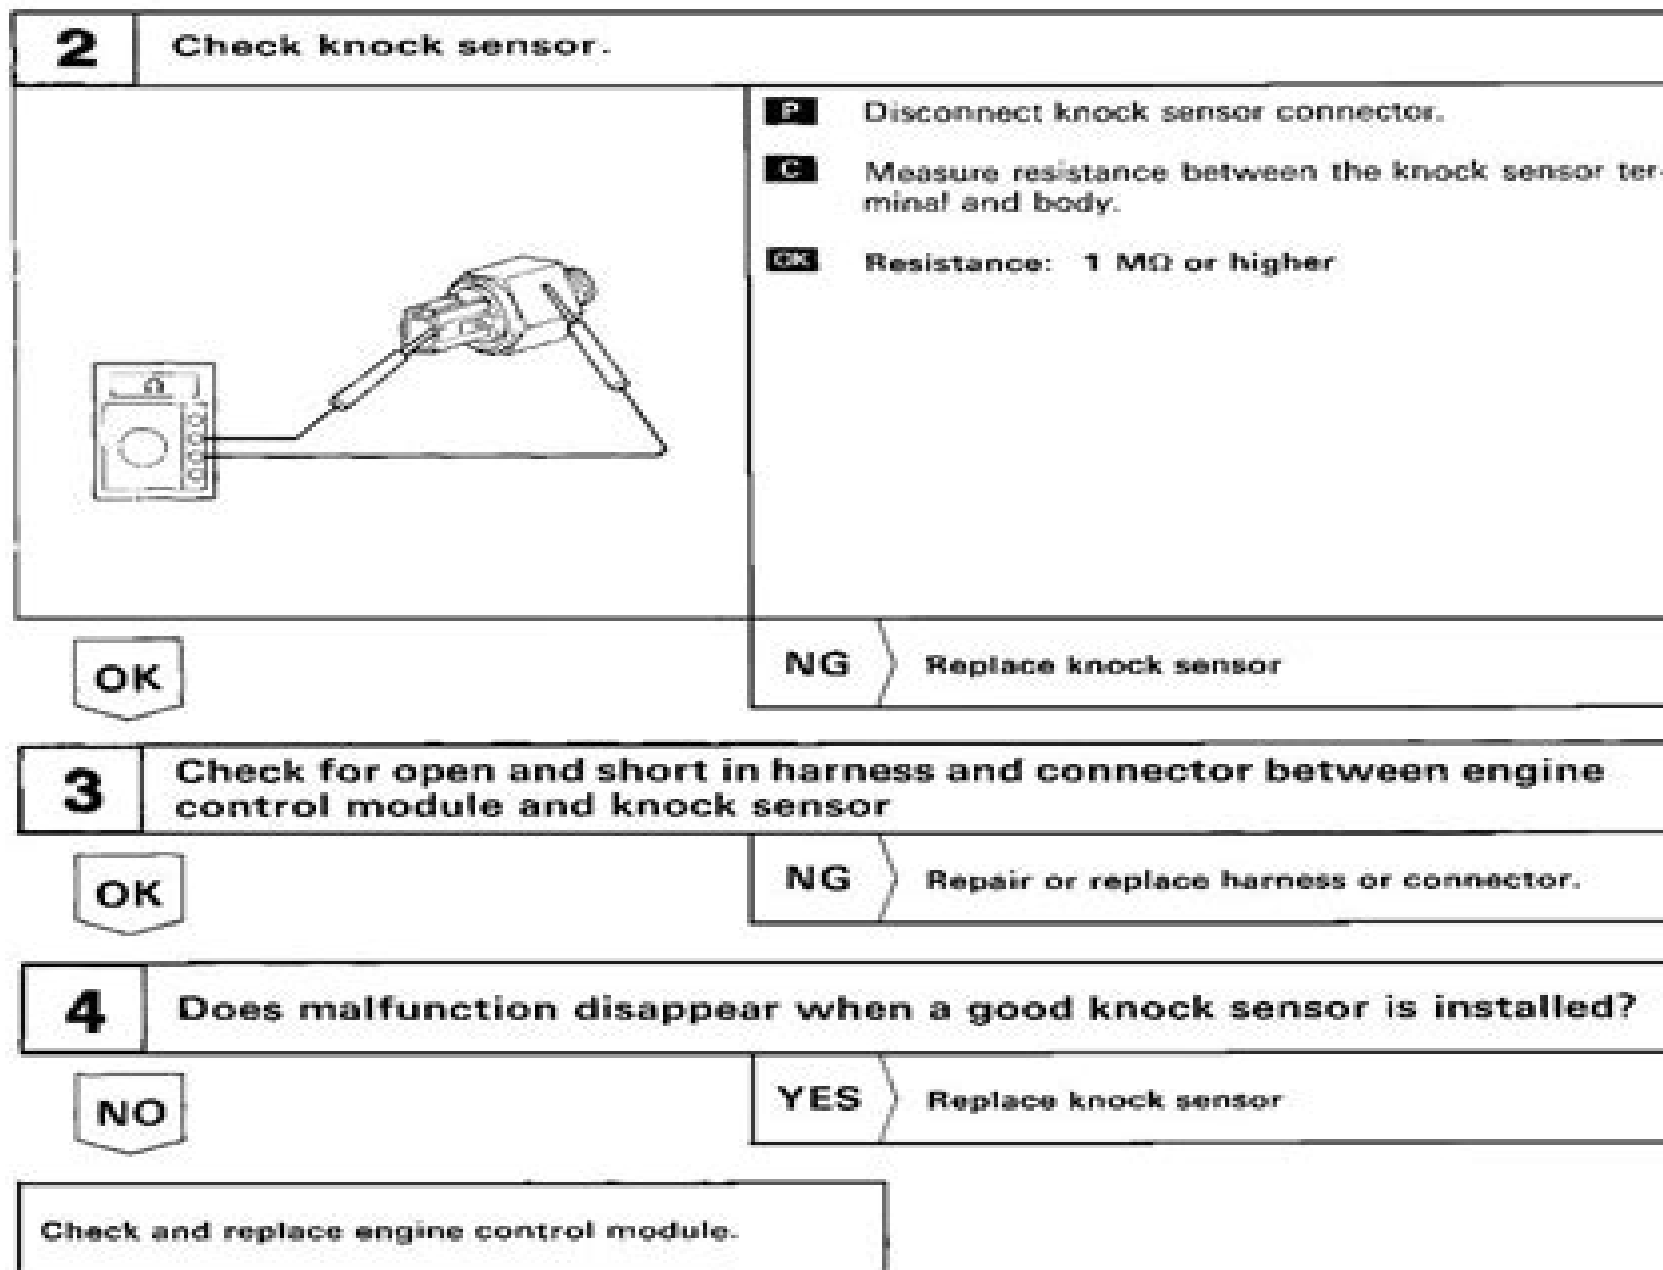 2 Check knock sensor.
P Disconnect knock sensor connector.
C Measure resistance between the knock sensor ter-
minal and body.
OK Resistance: 1 MΩ or higher
Ω
OK
NG Replace knock sensor
3 Check for open and short in harness and connector between engine
control module and knock sensor
OK
NG Repair or replace harness or connector.
4 Does malfunction disappear when a good knock sensor is installed?
NO
YES Replace knock sensor
Check and replace engine control module.